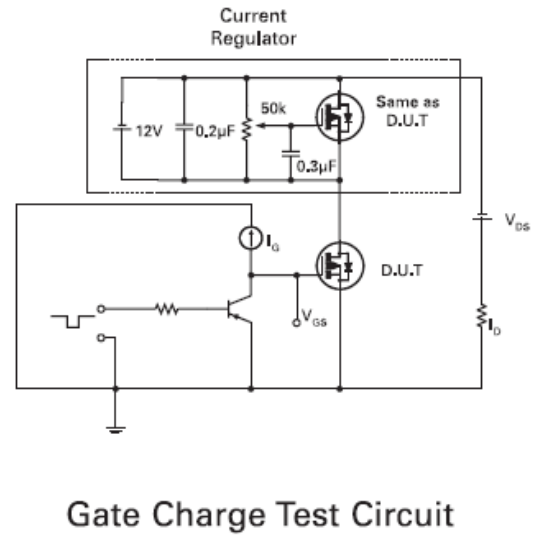 Current
Regulator
12V
0.2µF
50k
0.3µF
Same as
D.U.T
I_G
D.U.T
V_DS
V_GS
I_D
Gate Charge Test Circuit